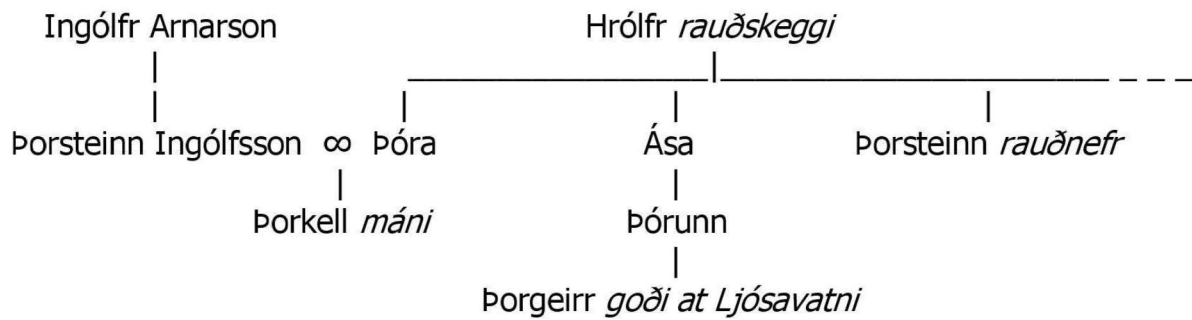 Ingólfr Arnarson Hrólfr rauðskeggi
Þorsteinn Ingólfsson ∞ Þóra Ása Þorsteinn rauðnefr
Þorkell máni Þórunn
Þorgeirr goði at Ljósavatni